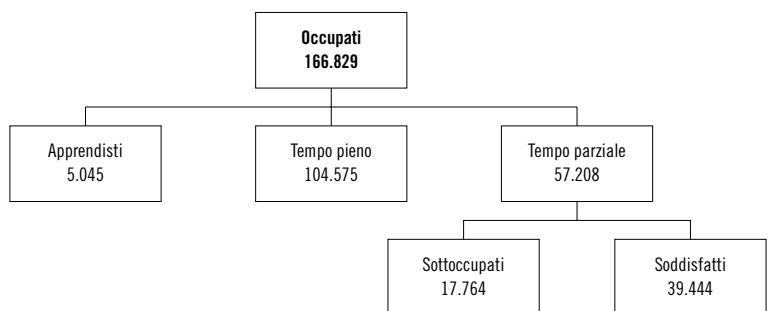 Occupati
166.829
Apprendisti
5.045
Tempo pieno
104.575
Tempo parziale
57.208
Sottoccupati
17.764
Soddisfatti
39.444